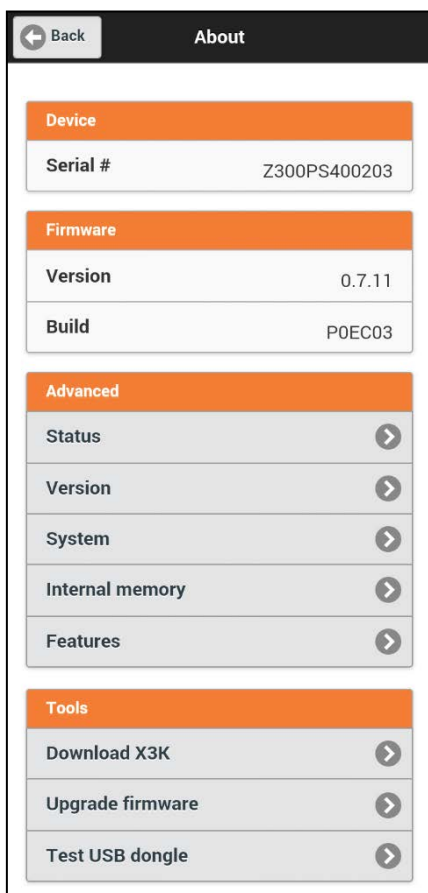 Back
About
Device
Serial # Z300PS400203
Firmware
Version 0.7.11
Build P0EC03
Advanced
Status
Version
System
Internal memory
Features
Tools
Download X3K
Upgrade firmware
Test USB dongle